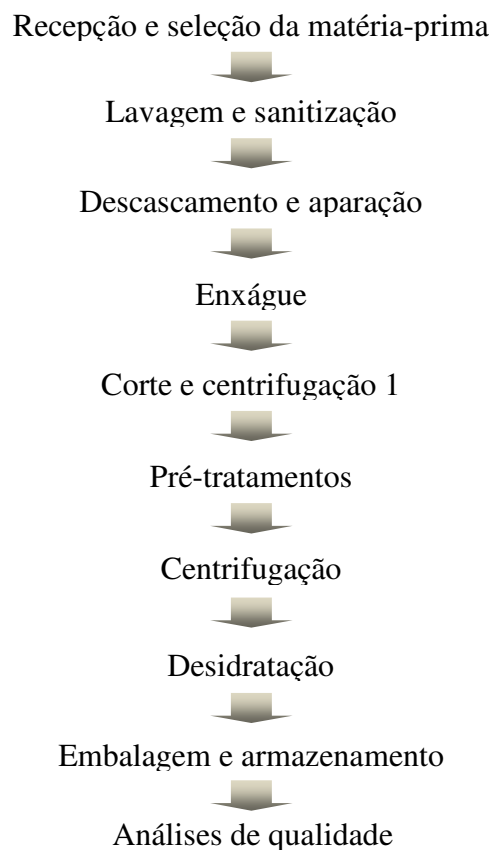 Recepção e seleção da matéria-prima
Lavagem e sanitização
Descascamento e aparação
Enxágue
Corte e centrifugação 1
Pré-tratamentos
Centrifugação
Desidratação
Embalagem e armazenamento
Análises de qualidade